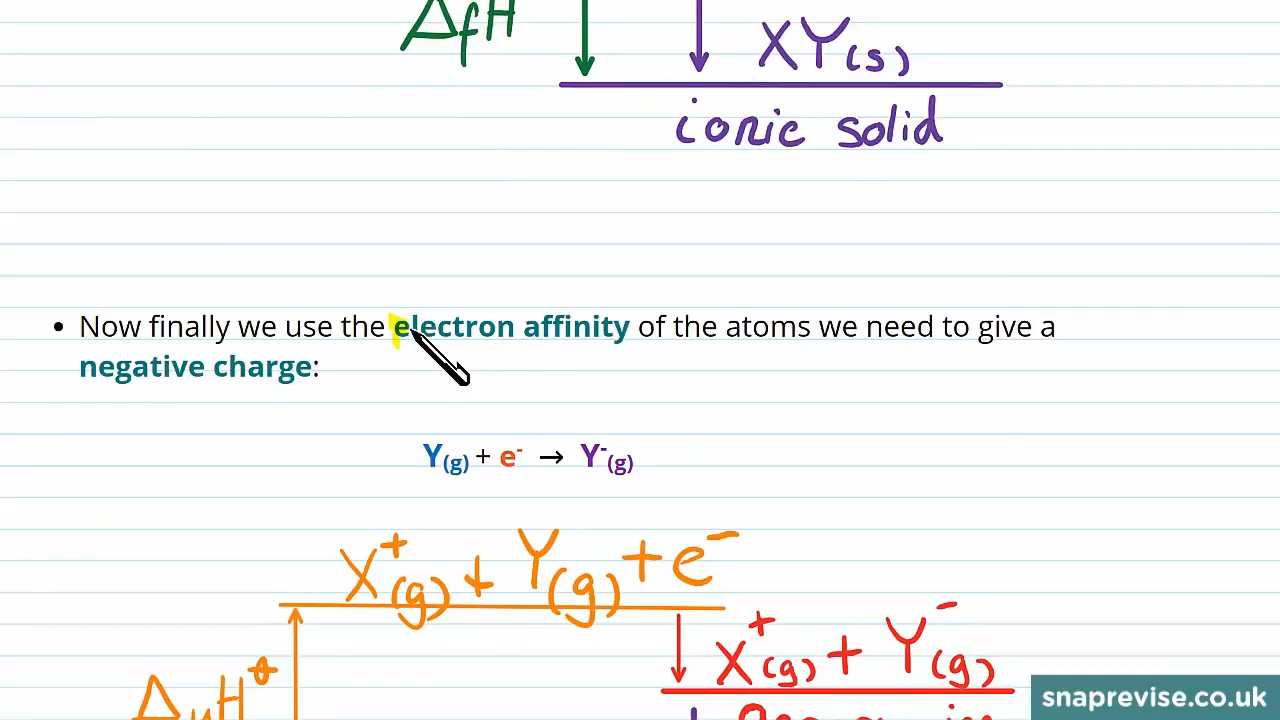 ΔfH
XY(s)
ionic solid
• Now finally we use the electron affinity of the atoms we need to give a
negative charge:
Y(g) + e⁻ → Y⁻(g)
X⁺(g) + Y(g) + e⁻
X⁺(g) + Y⁻(g)
snaprevise.co.uk